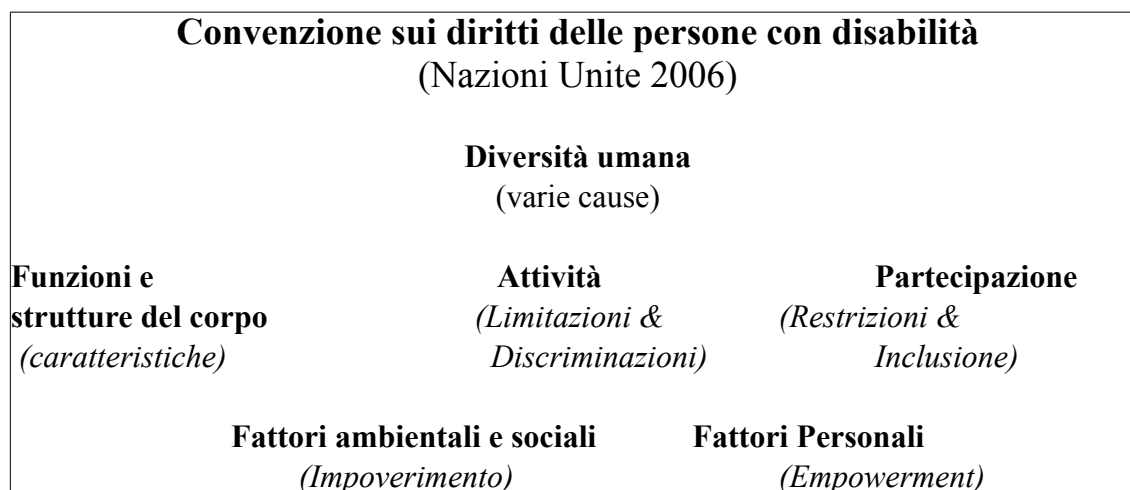 Convenzione sui diritti delle persone con disabilità
(Nazioni Unite 2006)
Diversità umana
(varie cause)
Funzioni e Attività Partecipazione
strutture del corpo (Limitazioni & (Restrizioni &
(caratteristiche) Discriminazioni) Inclusione)
Fattori ambientali e sociali Fattori Personali
(Impoverimento) (Empowerment)